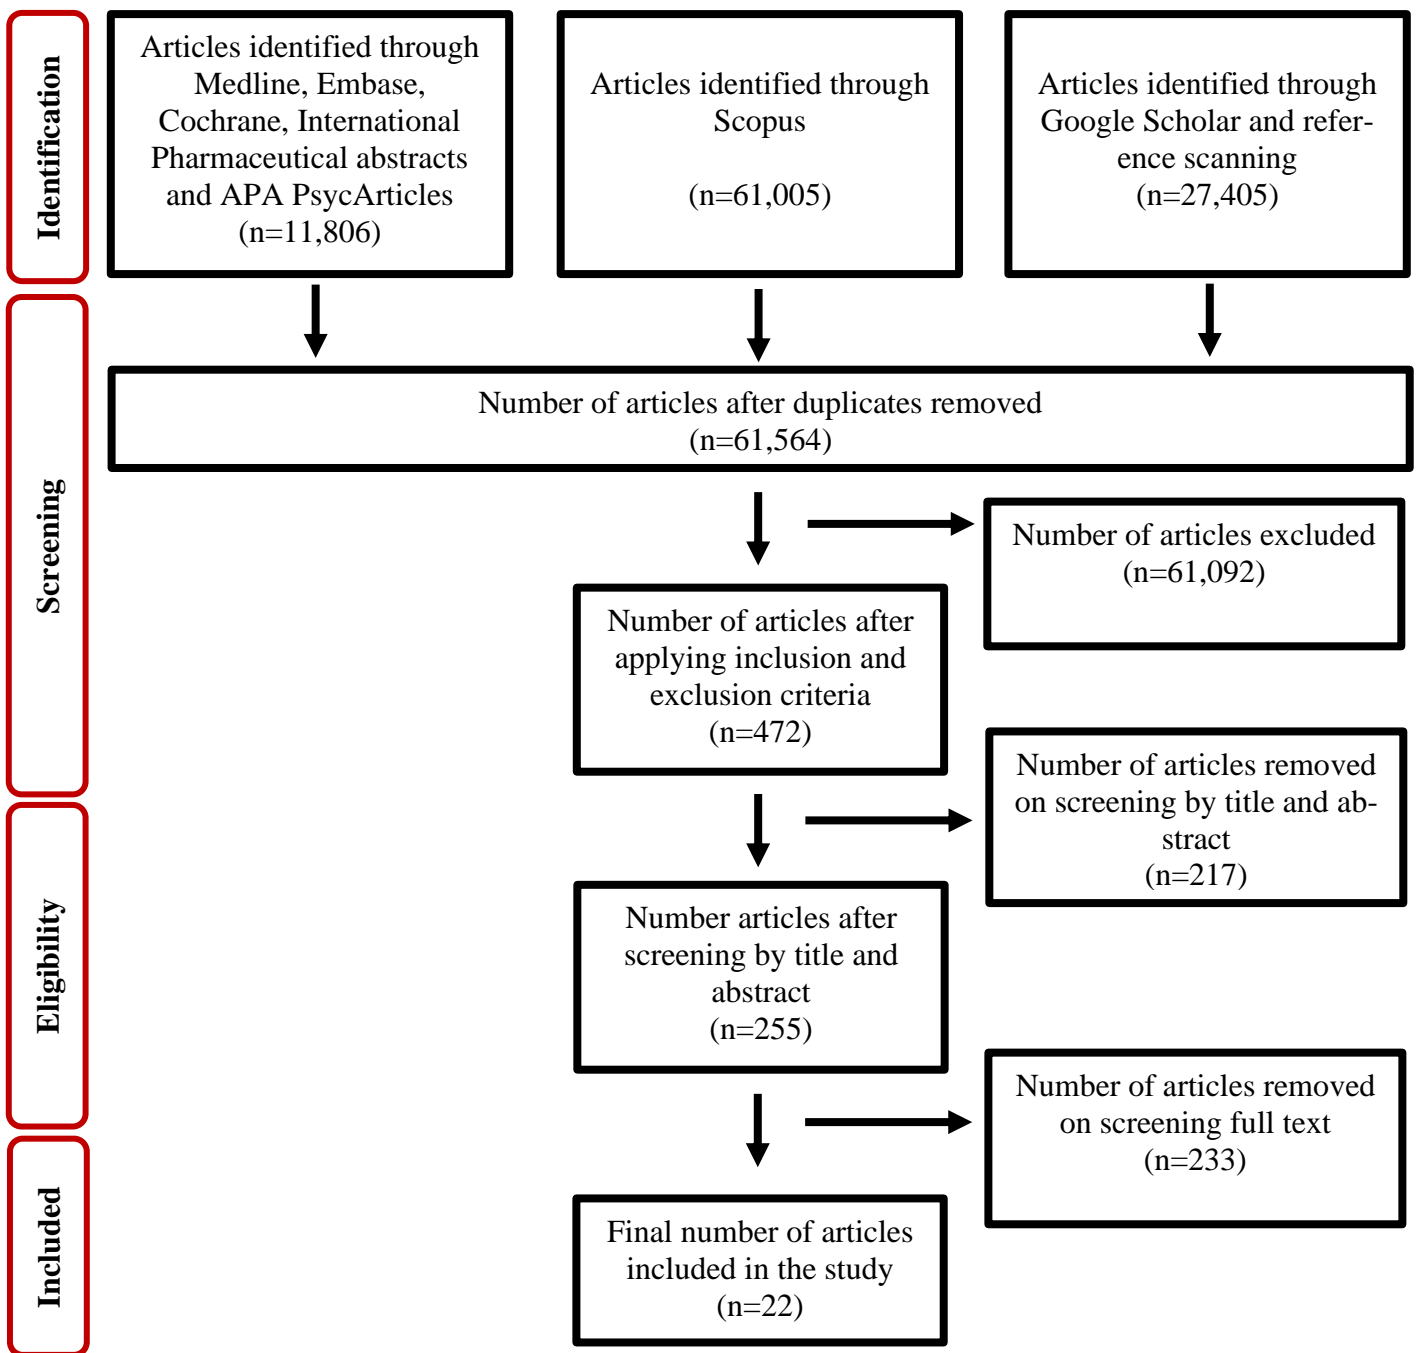 Identification
Articles identified through
Medline, Embase,
Cochrane, International
Pharmaceutical abstracts
and APA PsycArticles
(n=11,806)
Articles identified through
Scopus
(n=61,005)
Articles identified through
Google Scholar and refer-
ence scanning
(n=27,405)
Screening
Number of articles after duplicates removed
(n=61,564)
Number of articles excluded
(n=61,092)
Number of articles after
applying inclusion and
exclusion criteria
(n=472)
Number of articles removed
on screening by title and ab-
stract
(n=217)
Eligibility
Number articles after
screening by title and
abstract
(n=255)
Number of articles removed
on screening full text
(n=233)
Included
Final number of articles
included in the study
(n=22)